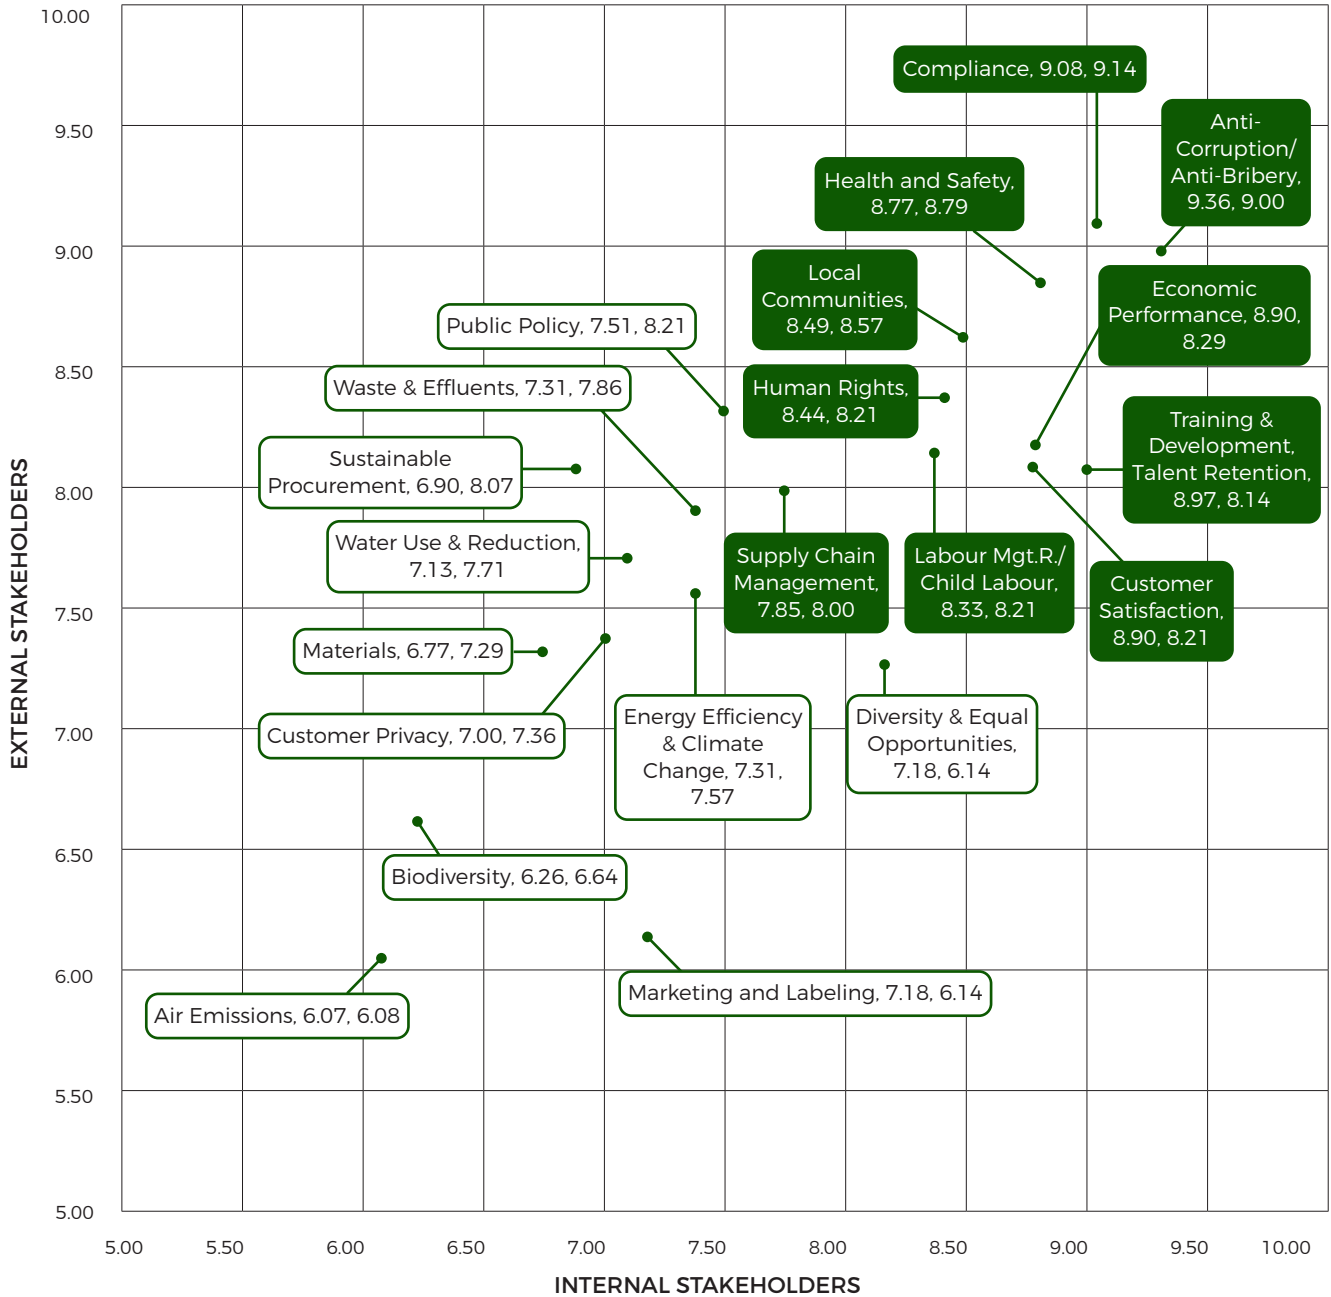 10.00
Compliance, 9.08, 9.14
9.50
Anti-
Corruption/
Anti-Bribery,
9.36, 9.00
Health and Safety,
8.77, 8.79
9.00
Local
Communities,
8.49, 8.57
Economic
Performance, 8.90,
8.29
Public Policy, 7.51, 8.21
8.50
Waste & Effluents, 7.31, 7.86
Human Rights,
8.44, 8.21
Training &
Development,
Talent Retention,
8.97, 8.14
Sustainable
Procurement, 6.90, 8.07
8.00
Water Use & Reduction,
7.13, 7.71
Supply Chain
Management,
7.85, 8.00
Labour Mgt.R./
Child Labour,
8.33, 8.21
Customer
Satisfaction,
8.90, 8.21
7.50
Materials, 6.77, 7.29
EXTERNAL STAKEHOLDERS
Customer Privacy, 7.00, 7.36
7.00
Energy Efficiency
& Climate
Change, 7.31,
7.57
Diversity & Equal
Opportunities,
7.18, 6.14
6.50
Biodiversity, 6.26, 6.64
6.00
Marketing and Labeling, 7.18, 6.14
Air Emissions, 6.07, 6.08
5.50
5.00
5.00 5.50 6.00 6.50 7.00 7.50 8.00 8.50 9.00 9.50 10.00
INTERNAL STAKEHOLDERS